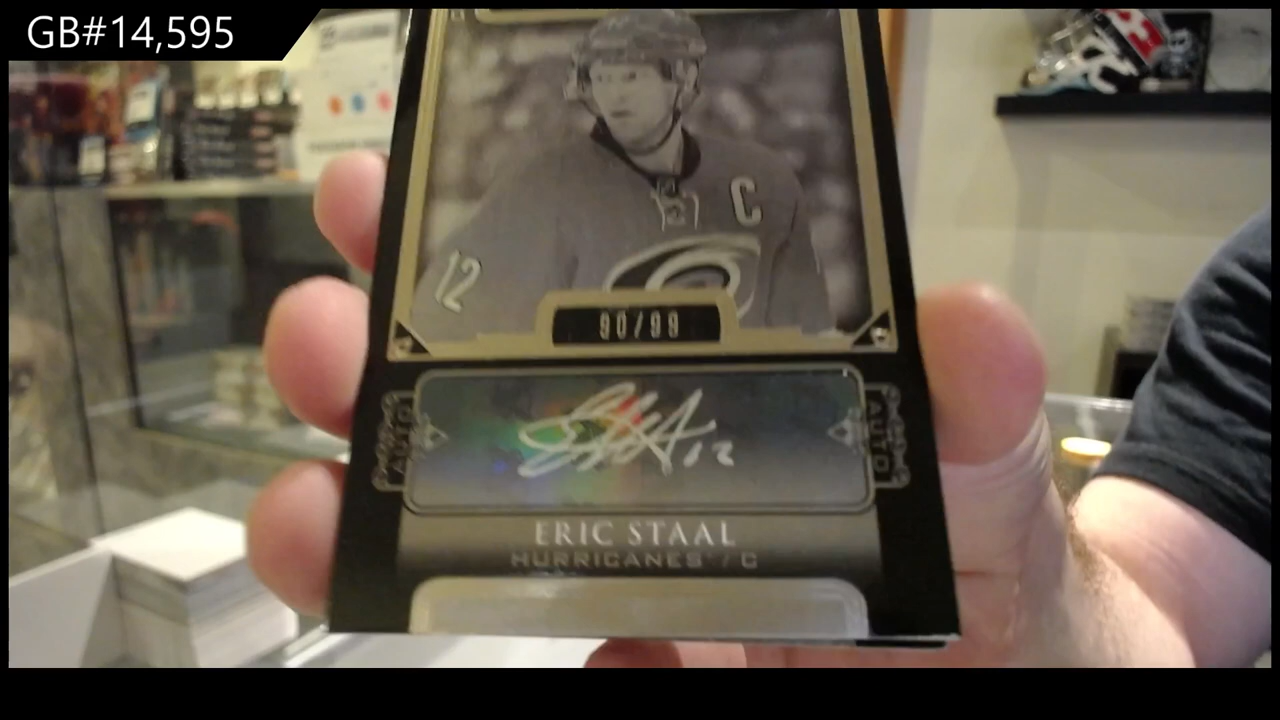 GB#14,595
C
12
90/99
AUTO
AUTO
12
ERIC STAAL
HURRICANES / C